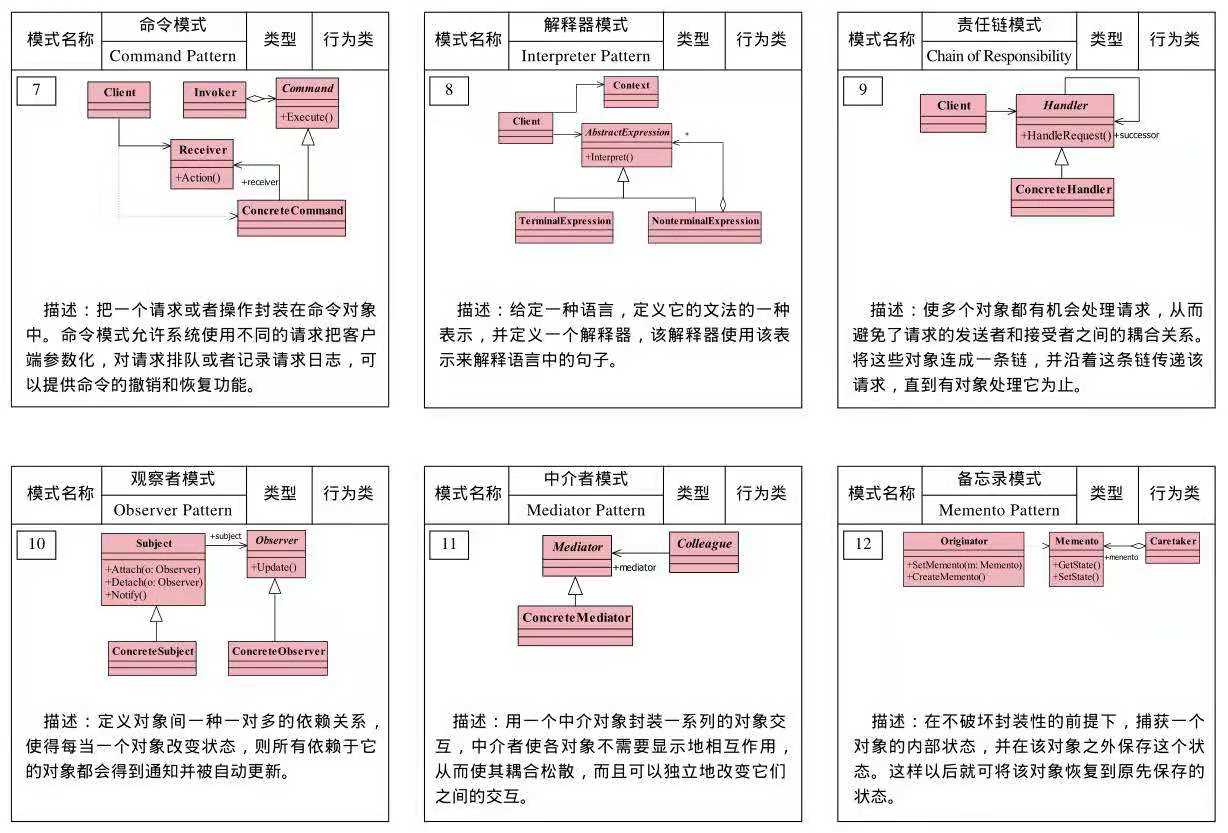 模式名称
命令模式
Command Pattern
类型
行为类
7
Client
Invoker
Command
+Execute()
Receiver
+Action()
+receiver
ConcreteCommand
描述：把一个请求或者操作封装在命令对象
中。命令模式允许系统使用不同的请求把客户
端参数化，对请求排队或者记录请求日志，可
以提供命令的撤销和恢复功能。
模式名称
解释器模式
Interpreter Pattern
类型
行为类
8
Context
Client
AbstractExpression
*
+Interpret()
TerminalExpression
NonterminalExpression
描述：给定一种语言，定义它的文法的一种
表示，并定义一个解释器，该解释器使用该表
示来解释语言中的句子。
模式名称
责任链模式
Chain of Responsibility
类型
行为类
9
Client
Handler
+HandleRequest()
+successor
ConcreteHandler
描述：使多个对象都有机会处理请求，从而
避免了请求的发送者和接受者之间的耦合关系。
将这些对象连成一条链，并沿着这条链传递该
请求，直到有对象处理它为止。
模式名称
观察者模式
Observer Pattern
类型
行为类
10
Subject
+subject
Observer
+Attach(o: Observer)
+Detach(o: Observer)
+Notify()
+Update()
ConcreteSubject
ConcreteObserver
描述：定义对象间一种一对多的依赖关系，
使得每当一个对象改变状态，则所有依赖于它
的对象都会得到通知并被自动更新。
模式名称
中介者模式
Mediator Pattern
类型
行为类
11
Mediator
Colleague
+mediator
ConcreteMediator
描述：用一个中介对象封装一系列的对象交
互，中介者使各对象不需要显示地相互作用，
从而使其耦合松散，而且可以独立地改变它们
之间的交互。
模式名称
备忘录模式
Memento Pattern
类型
行为类
12
Originator
Memento
Caretaker
+SetMemento(m: Memento)
+CreateMemento()
+GetState()
+SetState()
+menento
描述：在不破坏封装性的前提下，捕获一个
对象的内部状态，并在该对象之外保存这个状
态。这样以后就可将该对象恢复到原先保存的
状态。